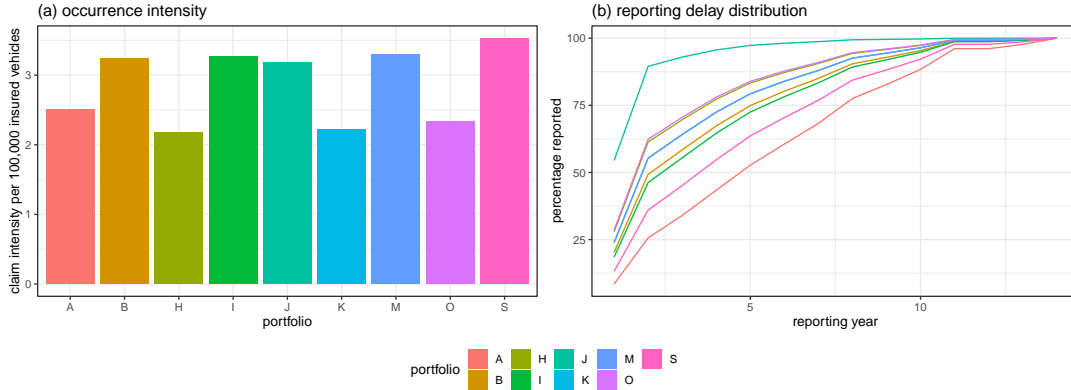 (a) occurrence intensity
claim intensity per 100,000 insured vehicles
3
2
1
0
A B H I J K M O S
portfolio
(b) reporting delay distribution
percentage reported
100
75
50
25
5 10
reporting year
portfolio
A H J M S
B I K O